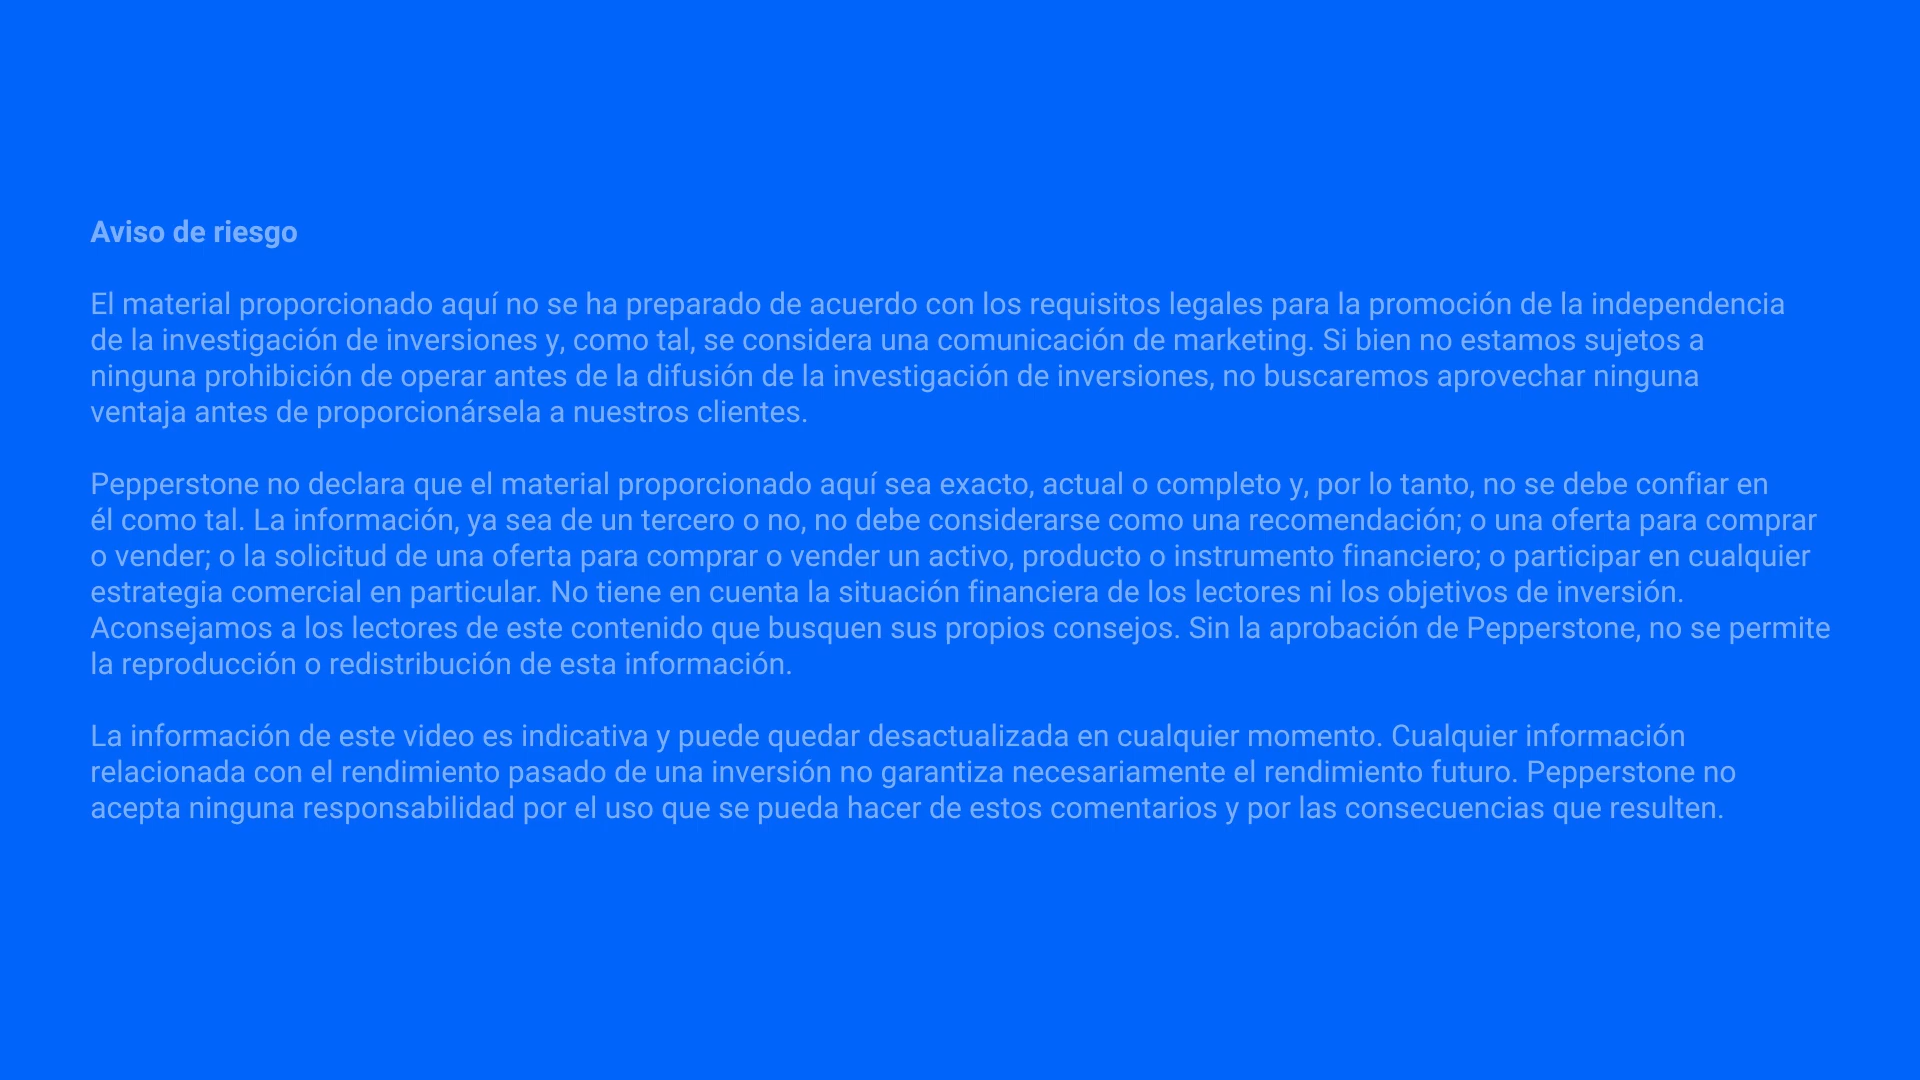 Aviso de riesgo
El material proporcionado aquí no se ha preparado de acuerdo con los requisitos legales para la promoción de la independencia
de la investigación de inversiones y, como tal, se considera una comunicación de marketing. Si bien no estamos sujetos a
ninguna prohibición de operar antes de la difusión de la investigación de inversiones, no buscaremos aprovechar ninguna
ventaja antes de proporcionársela a nuestros clientes.
Pepperstone no declara que el material proporcionado aquí sea exacto, actual o completo y, por lo tanto, no se debe confiar en
él como tal. La información, ya sea de un tercero o no, no debe considerarse como una recomendación; o una oferta para comprar
o vender; o la solicitud de una oferta para comprar o vender un activo, producto o instrumento financiero; o participar en cualquier
estrategia comercial en particular. No tiene en cuenta la situación financiera de los lectores ni los objetivos de inversión.
Aconsejamos a los lectores de este contenido que busquen sus propios consejos. Sin la aprobación de Pepperstone, no se permite
la reproducción o redistribución de esta información.
La información de este video es indicativa y puede quedar desactualizada en cualquier momento. Cualquier información
relacionada con el rendimiento pasado de una inversión no garantiza necesariamente el rendimiento futuro. Pepperstone no
acepta ninguna responsabilidad por el uso que se pueda hacer de estos comentarios y por las consecuencias que resulten.